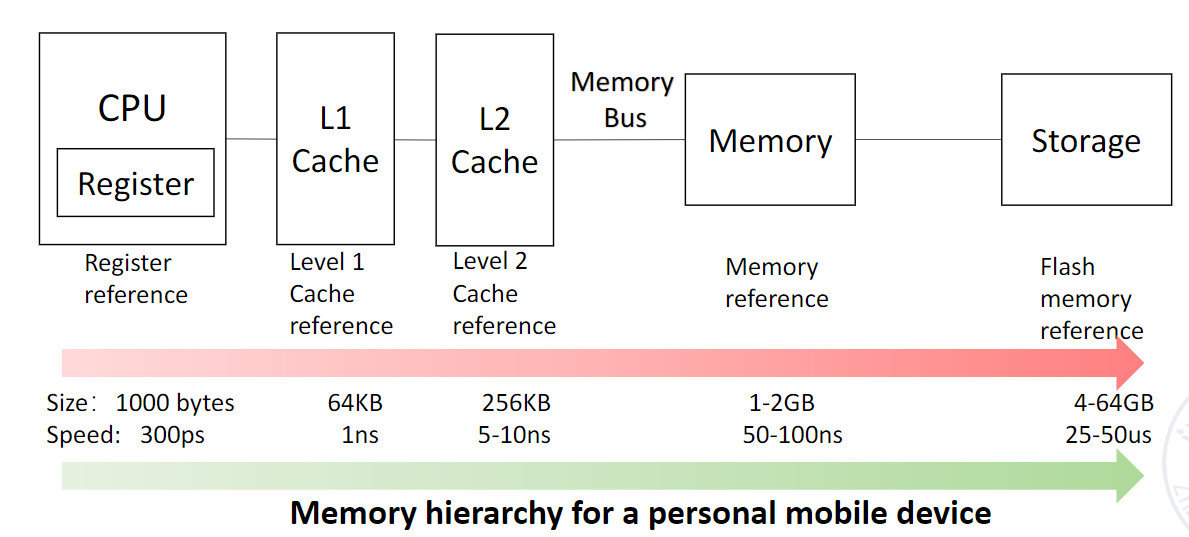 CPU
Register
L1
Cache
L2
Cache
Memory
Bus
Memory
Storage
Register
reference
Level 1
Cache
reference
Level 2
Cache
reference
Memory
reference
Flash
memory
reference
Size： 1000 bytes 64KB 256KB 1-2GB 4-64GB
Speed: 300ps 1ns 5-10ns 50-100ns 25-50us
Memory hierarchy for a personal mobile device